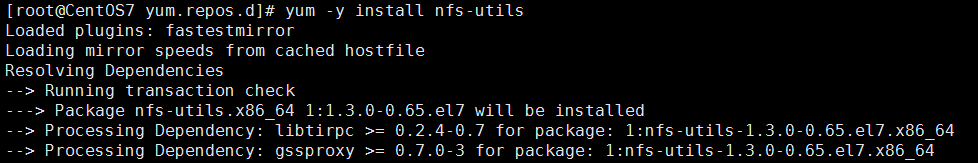 [root@CentOS7 yum.repos.d]# yum -y install nfs-utils
Loaded plugins: fastestmirror
Loading mirror speeds from cached hostfile
Resolving Dependencies
--> Running transaction check
---> Package nfs-utils.x86_64 1:1.3.0-0.65.el7 will be installed
--> Processing Dependency: libtirpc >= 0.2.4-0.7 for package: 1:nfs-utils-1.3.0-0.65.el7.x86_64
--> Processing Dependency: gssproxy >= 0.7.0-3 for package: 1:nfs-utils-1.3.0-0.65.el7.x86_64